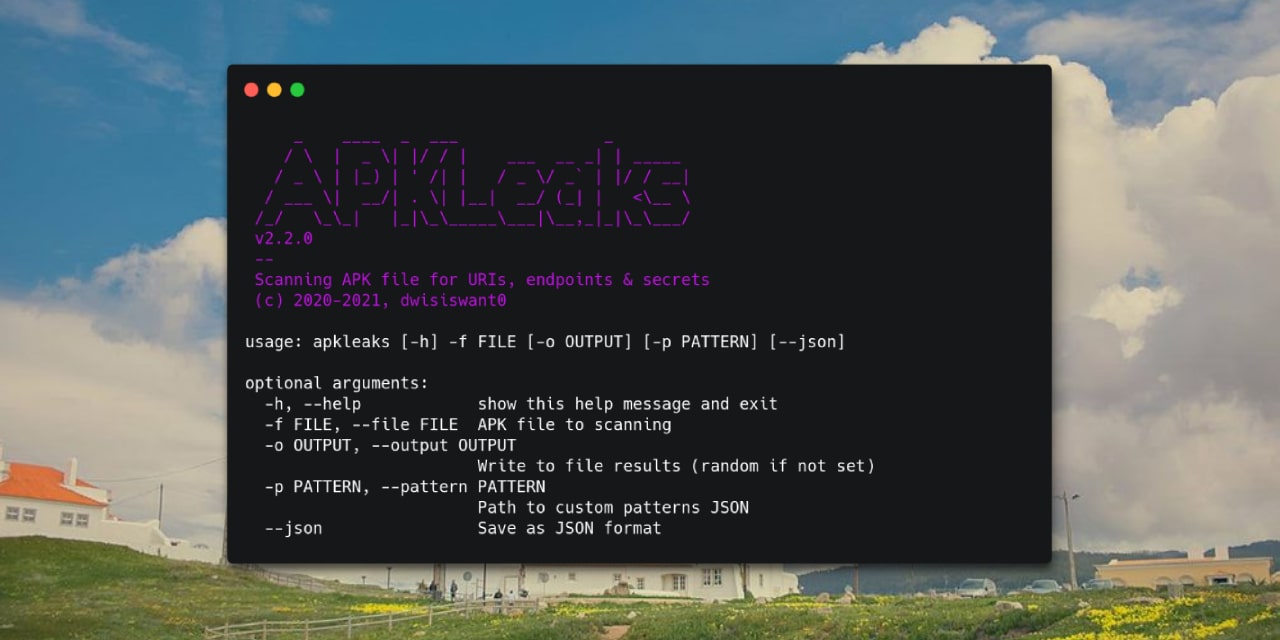 APKLeaks
v2.2.0
--
Scanning APK file for URIs, endpoints & secrets
(c) 2020-2021, dwisiswant0
usage: apkleaks [-h] -f FILE [-o OUTPUT] [-p PATTERN] [--json]
optional arguments:
-h, --help show this help message and exit
-f FILE, --file FILE APK file to scanning
-o OUTPUT, --output OUTPUT
Write to file results (random if not set)
-p PATTERN, --pattern PATTERN
Path to custom patterns JSON
--json Save as JSON format